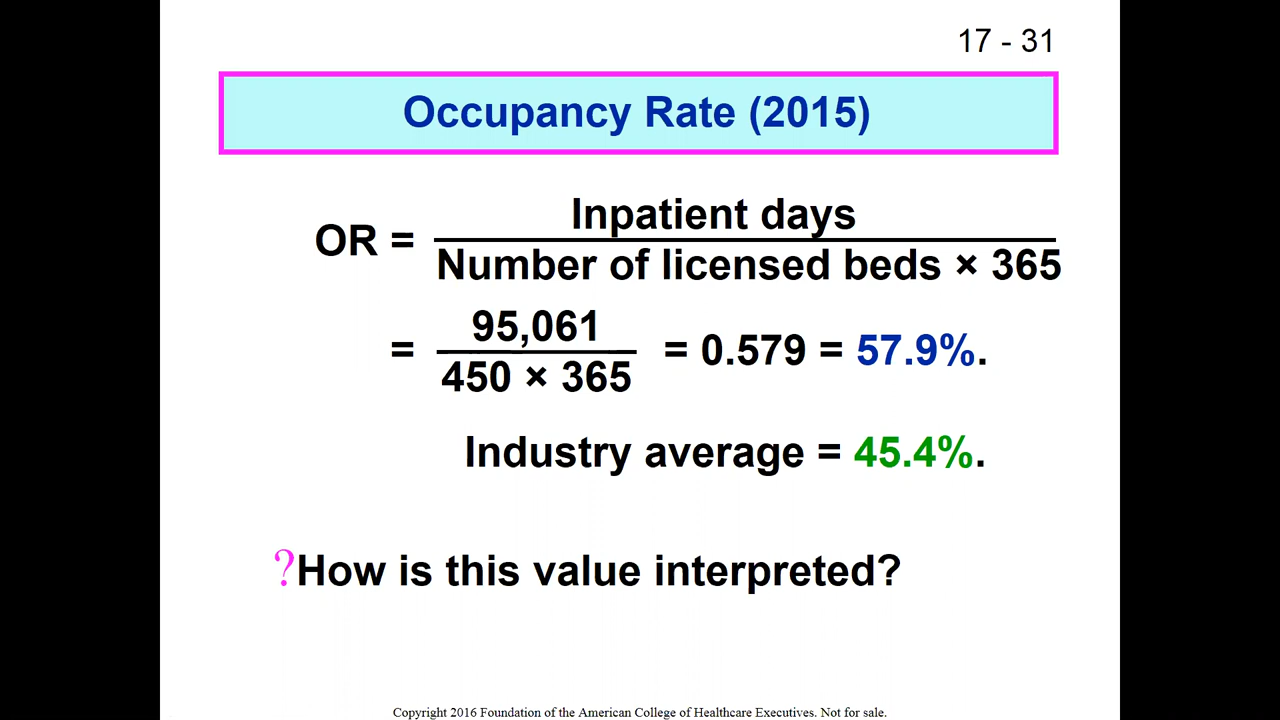 17 - 31
Occupancy Rate (2015)
OR = Inpatient days
Number of licensed beds × 365
= 95,061
450 × 365
= 0.579 = 57.9%.
Industry average = 45.4%.
?How is this value interpreted?
Copyright 2016 Foundation of the American College of Healthcare Executives. Not for sale.